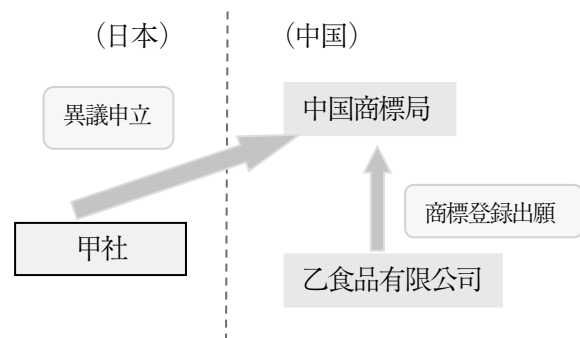 （日本）
（中国）
異議申立
中国商標局
商標登録出願
甲社
乙食品有限公司